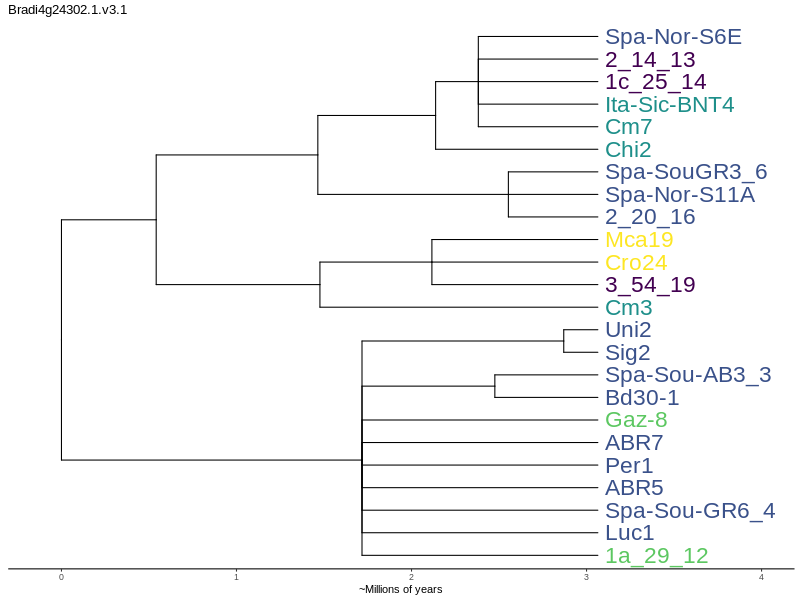 Bradi4g24302.1.v3.1
Spa-Nor-S6E
2_14_13
1c_25_14
Ita-Sic-BNT4
Cm7
Chi2
Spa-SouGR3_6
Spa-Nor-S11A
2_20_16
Mca19
Cro24
3_54_19
Cm3
Uni2
Sig2
Spa-Sou-AB3_3
Bd30-1
Gaz-8
ABR7
Per1
ABR5
Spa-Sou-GR6_4
Luc1
1a_29_12
0 1 2 3 4
~Millions of years